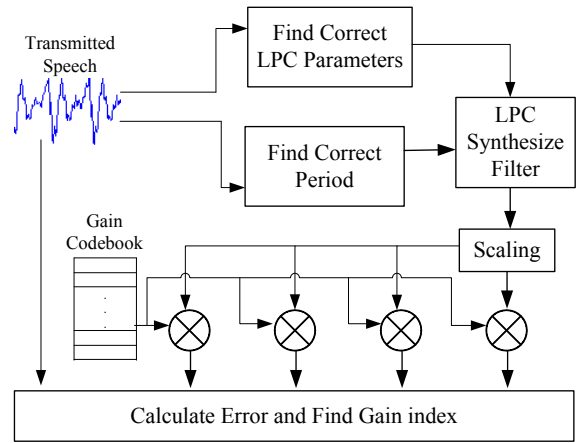 Transmitted
Speech
Find Correct
LPC Parameters
Find Correct
Period
LPC
Synthesize
Filter
Gain
Codebook
Scaling
Calculate Error and Find Gain index